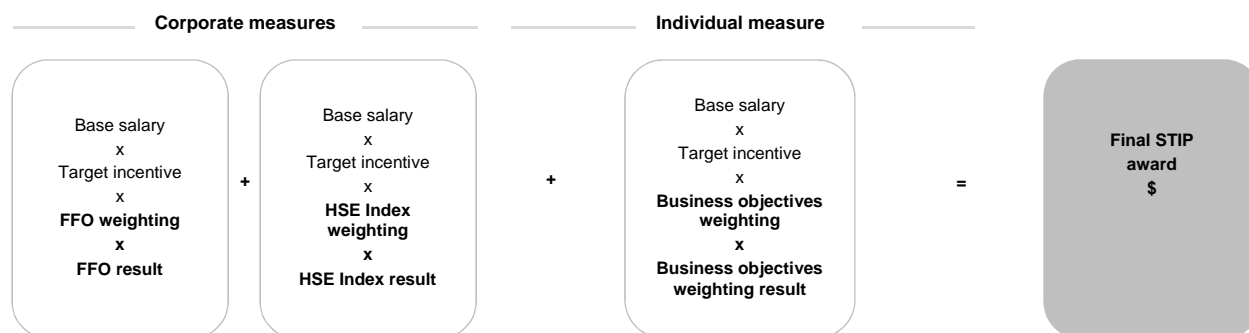 Corporate measures
Individual measure
Base salary
x
Target incentive
x
FFO weighting
x
FFO result
+
Base salary
x
Target incentive
x
HSE Index
weighting
x
HSE Index result
+
Base salary
x
Target incentive
x
Business objectives
weighting
x
Business objectives
weighting result
=
Final STIP
award
$